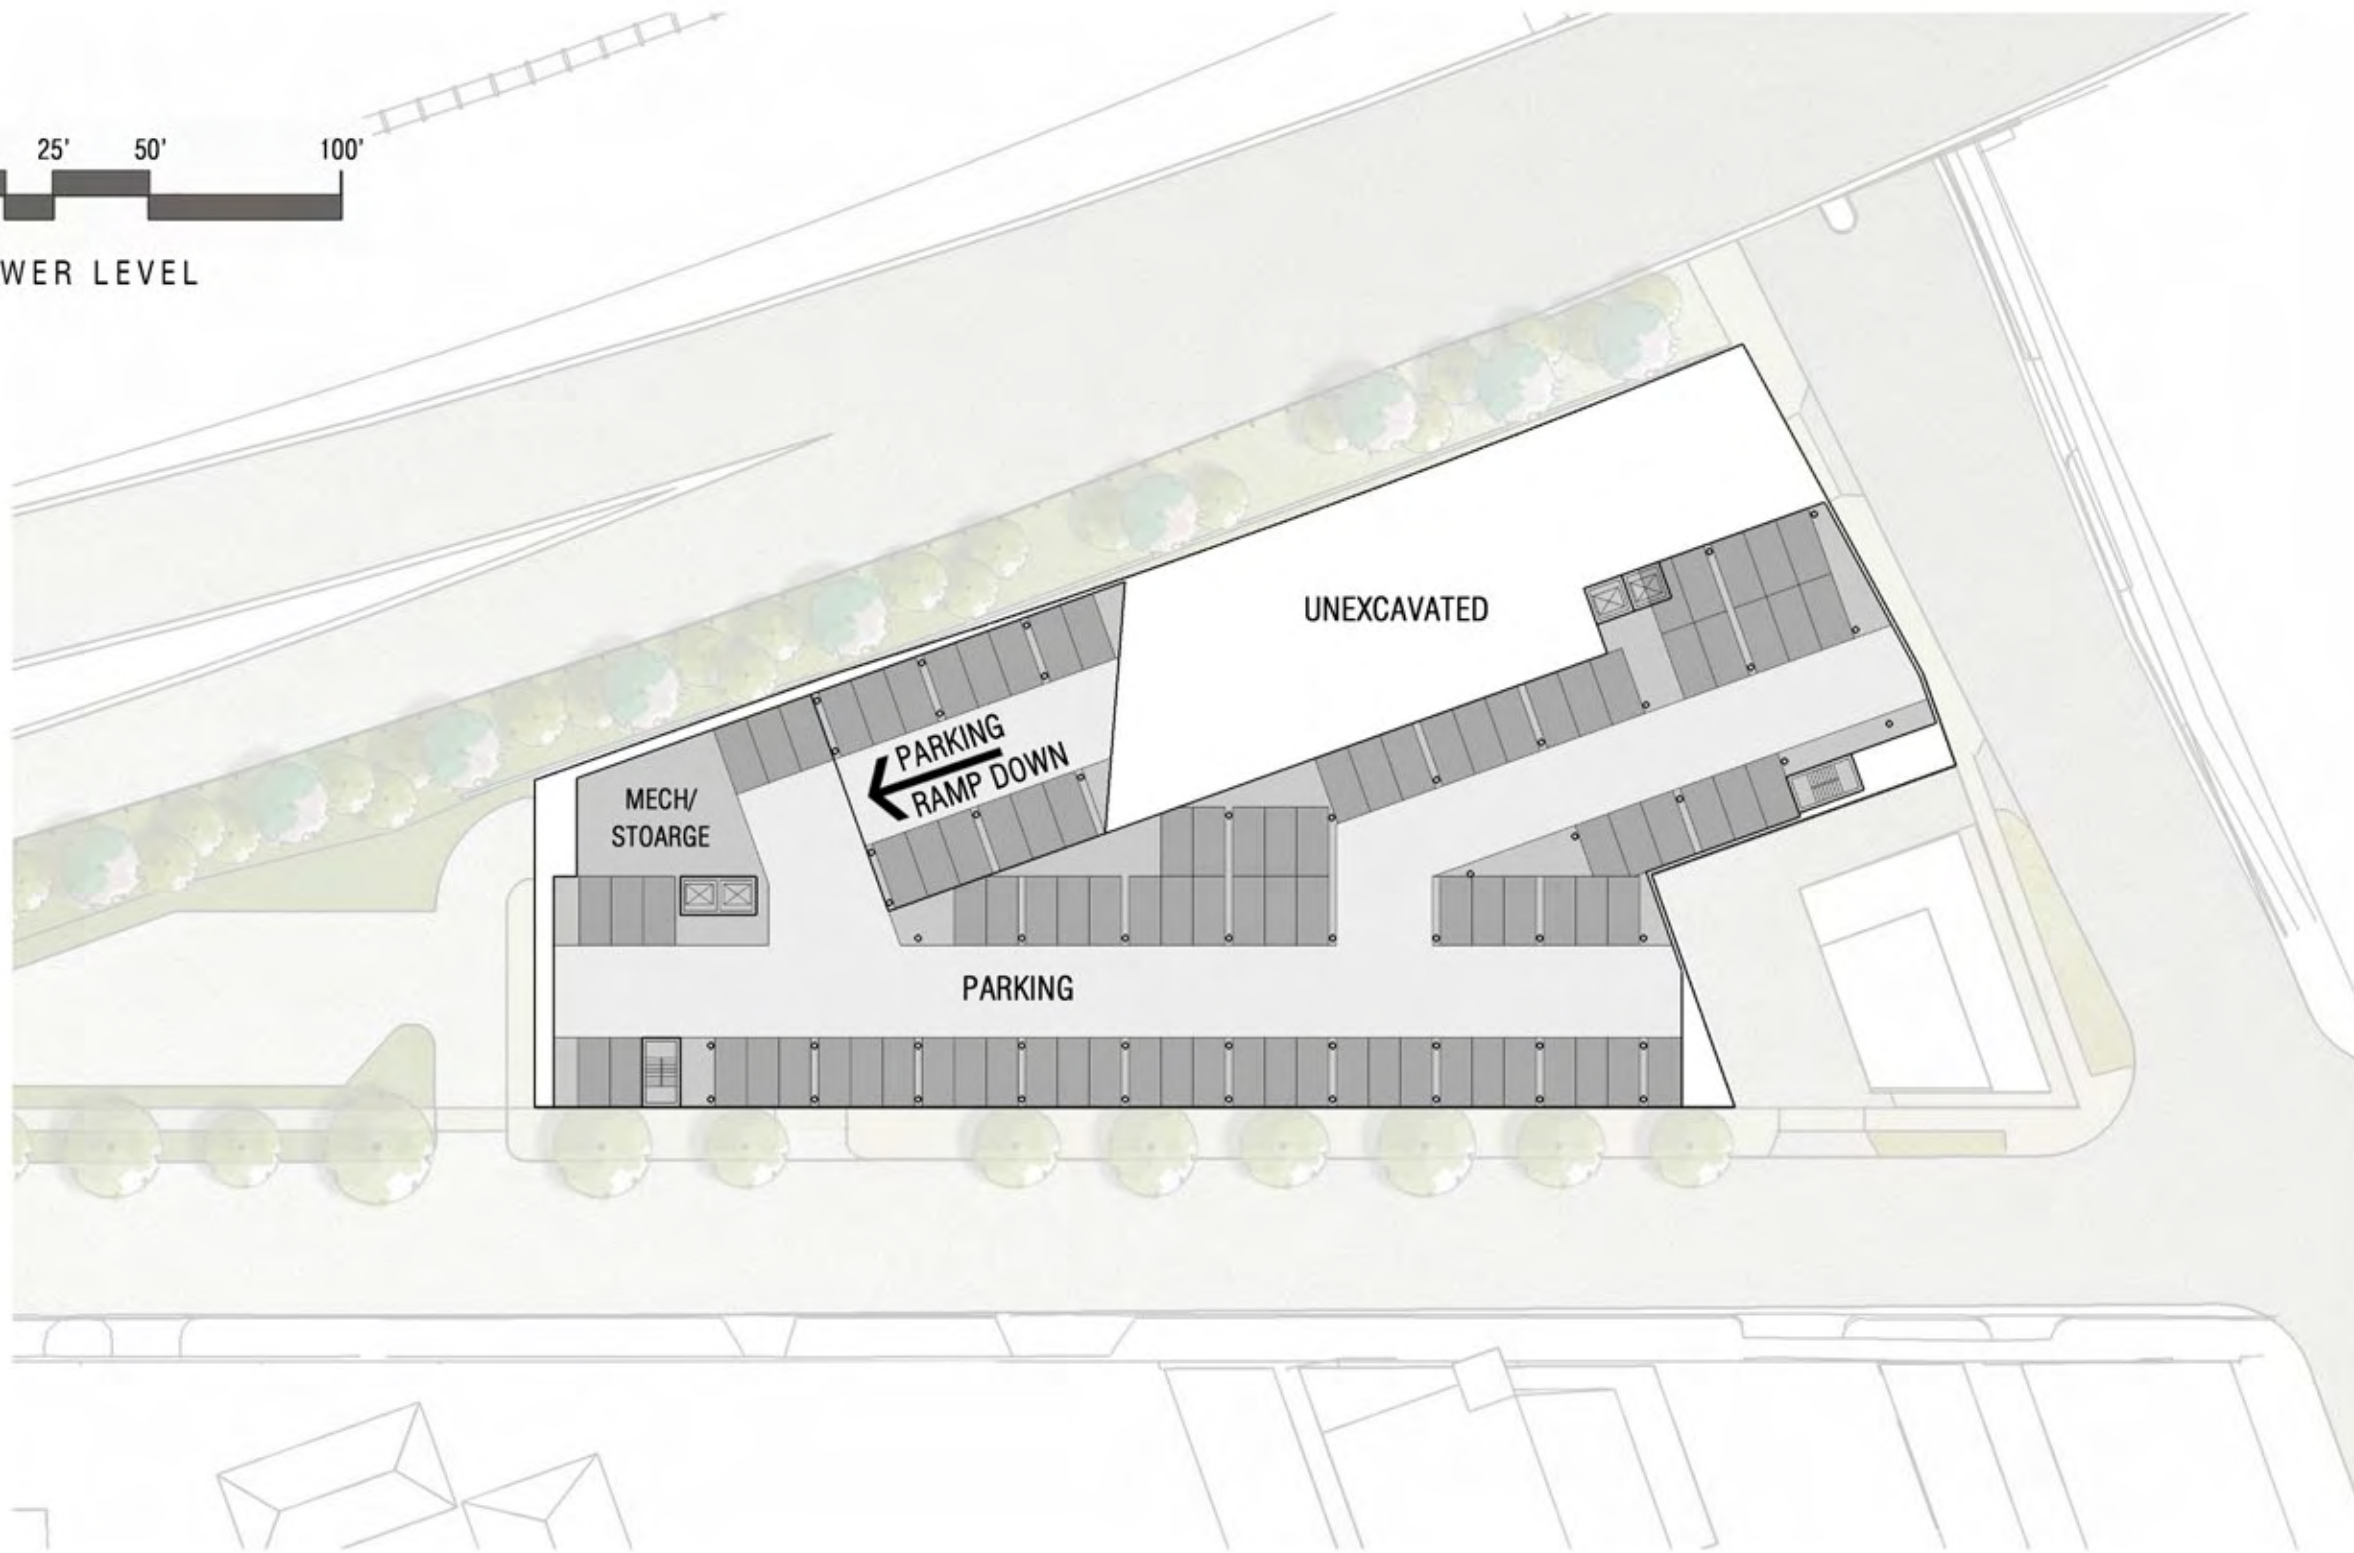 25' 50' 100'
WER LEVEL
UNEXCAVATED
PARKING
RAMP DOWN
MECH/
STOARGE
PARKING